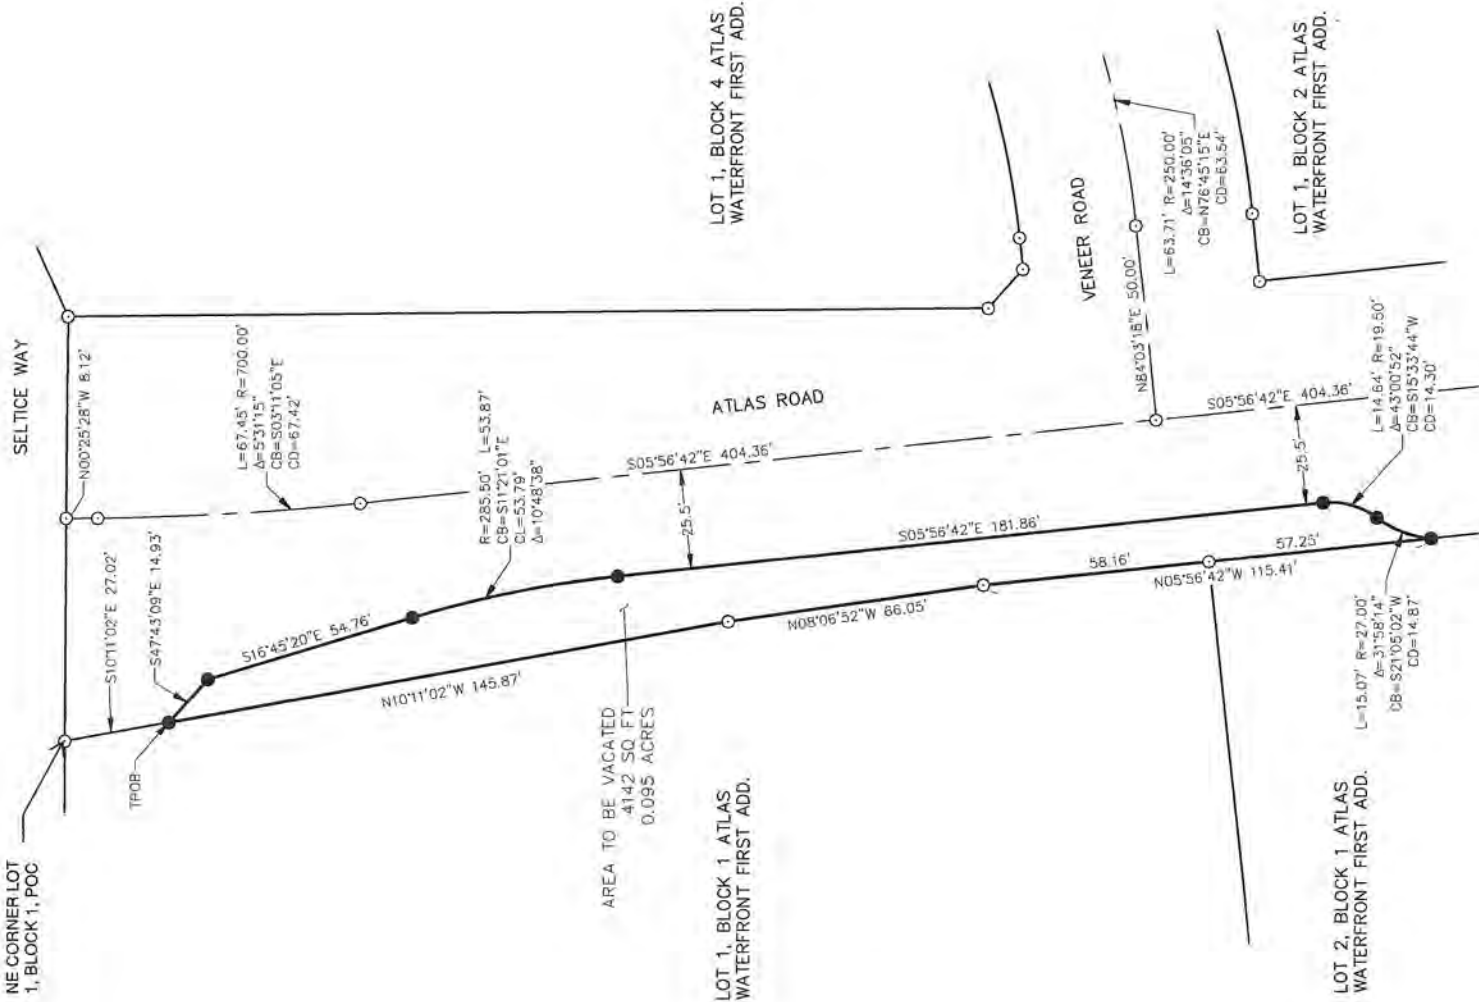 SELTICE WAY
NE CORNER LOT
1, BLOCK 1, POC
TPOB
S10°11'02"E 27.02'
S47°43'09"E 14.93'
N00°25'28"W 8.12'
L=67.45' R=700.00'
Δ=5°31'15"
CB=S03°11'05"E
CD=67.42'
S16°45'20"E 54.76'
N10°11'02"W 145.87'
R=285.50' L=53.87'
CB=S11°21'01"E
CL=53.79'
Δ=10°48'38"
AREA TO BE VACATED
4142 SQ FT
0.095 ACRES
LOT 1, BLOCK 1 ATLAS
WATERFRONT FIRST ADD.
LOT 1, BLOCK 4 ATLAS
WATERFRONT FIRST ADD.
ATLAS ROAD
S05°56'42"E 404.36'
25.5'
N08°06'52"W 66.05'
S05°56'42"E 181.86'
58.16'
N05°56'42"W 115.41'
57.25'
VENEER ROAD
N84°03'18"E 50.00'
L=63.71' R=250.00'
Δ=14°36'05"
CB=N76°45'15"E
CD=63.54'
S05°56'42"E 404.36'
25.5'
LOT 1, BLOCK 2 ATLAS
WATERFRONT FIRST ADD.
L=14.64' R=19.50'
Δ=43°00'52"
CB=S15°33'44"W
CD=14.30'
L=15.07' R=27.00'
Δ=31°58'14"
CB=S21°05'02"W
CD=14.87'
LOT 2, BLOCK 1 ATLAS
WATERFRONT FIRST ADD.